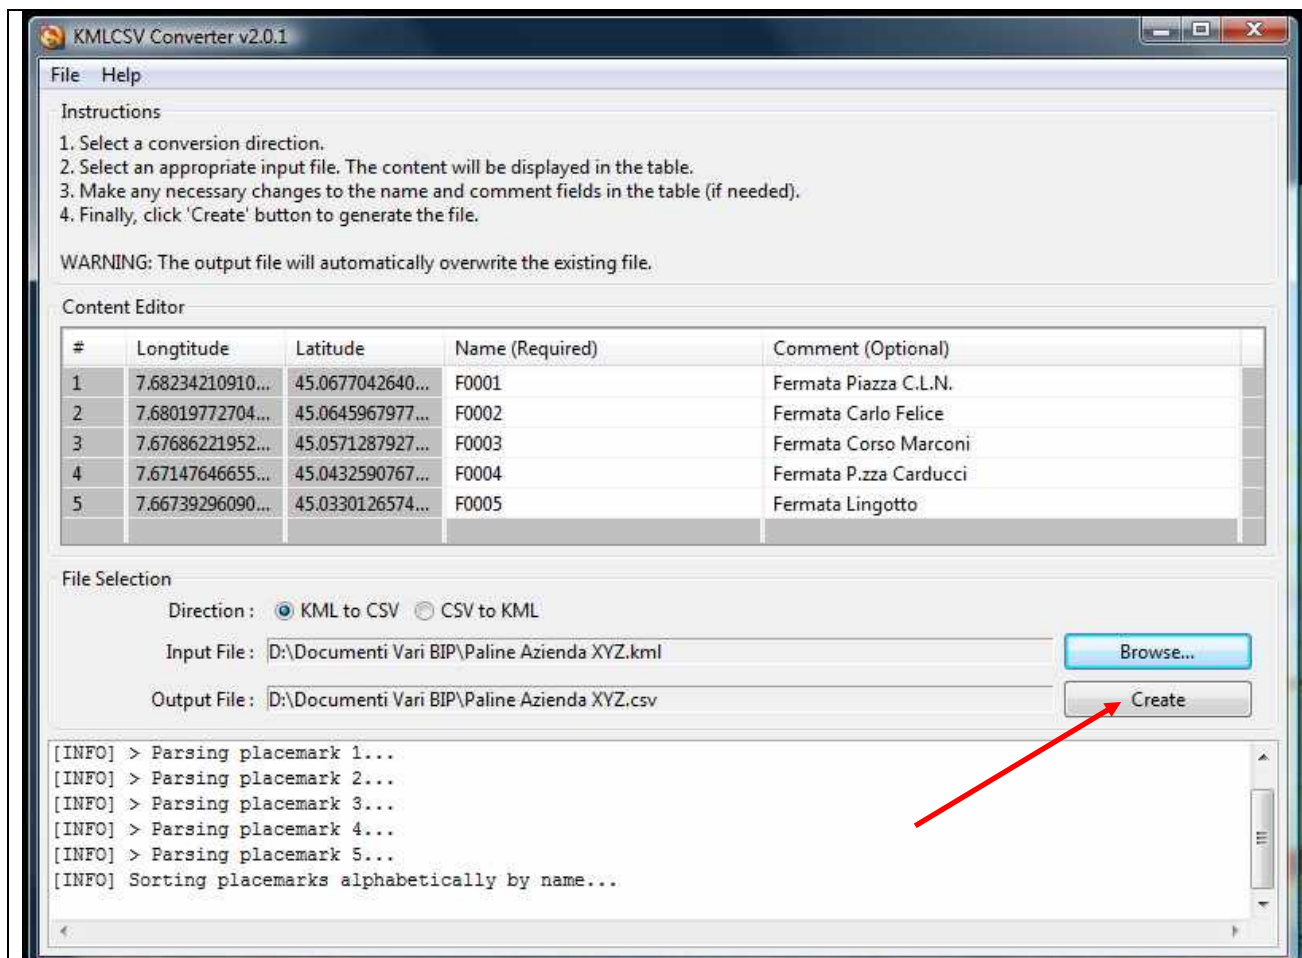 KMLCSV Converter v2.0.1
File Help
Instructions
1. Select a conversion direction.
2. Select an appropriate input file. The content will be displayed in the table.
3. Make any necessary changes to the name and comment fields in the table (if needed).
4. Finally, click 'Create' button to generate the file.
WARNING: The output file will automatically overwrite the existing file.
Content Editor
# Longtitude Latitude Name (Required) Comment (Optional)
1 7.68234210910... 45.0677042640... F0001 Fermata Piazza C.L.N.
2 7.68019772704... 45.0645967977... F0002 Fermata Carlo Felice
3 7.67686221952... 45.0571287927... F0003 Fermata Corso Marconi
4 7.67147646655... 45.0432590767... F0004 Fermata P.zza Carducci
5 7.66739296090... 45.0330126574... F0005 Fermata Lingotto
File Selection
Direction : KML to CSV CSV to KML
Input File : D:\Documenti Vari BIP\Paline Azienda XYZ.kml Browse...
Output File : D:\Documenti Vari BIP\Paline Azienda XYZ.csv Create
[INFO] > Parsing placemark 1...
[INFO] > Parsing placemark 2...
[INFO] > Parsing placemark 3...
[INFO] > Parsing placemark 4...
[INFO] > Parsing placemark 5...
[INFO] Sorting placemarks alphabetically by name...